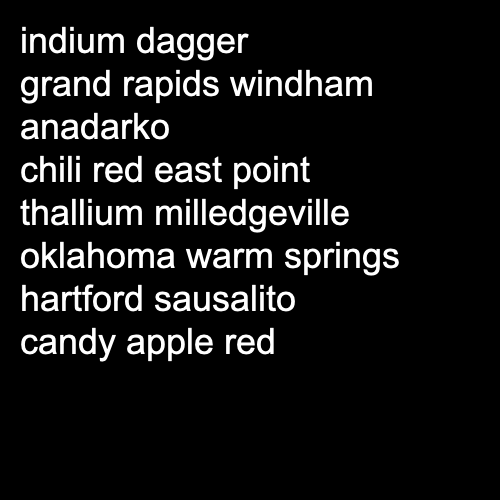 indium dagger
grand rapids windham
anadarko
chili red east point
thallium milledgeville
oklahoma warm springs
hartford sausalito
candy apple red